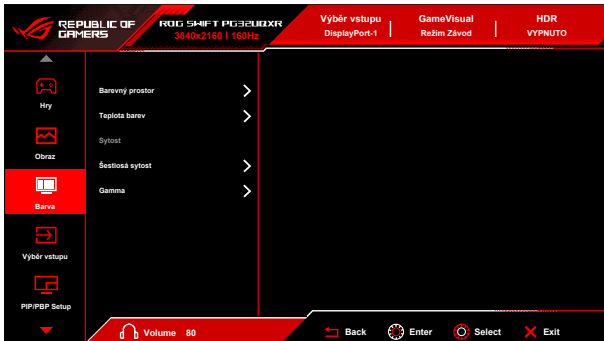 REPUBLIC OF
GAMERS
ROG SWIFT PG32UQXR
3840x2160 | 160Hz
Výběr vstupu
DisplayPort-1
GameVisual
Režim Závod
HDR
VYPNUTO
Hry
Obraz
Barva
Výběr vstupu
PIP/PBP Setup
Barevný prostor
Teplota barev
Sytost
Šestiosá sytost
Gamma
Volume 80
Back
Enter
Select
Exit